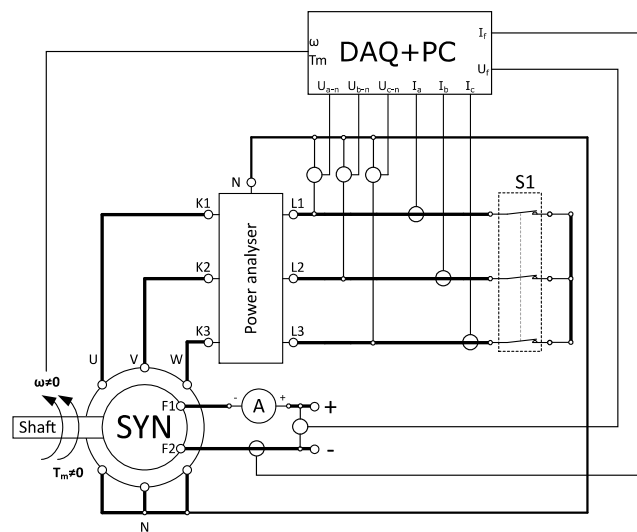 ω
Tm
DAQ+PC
If
Uf
Ua-n
Ub-n
Uc-n
Ia
Ib
Ic
N
K1
L1
S1
K2
L2
Power analyser
K3
L3
U
V
W
ω≠0
F1
-
A
+
+
Shaft
SYN
F2
-
Tm≠0
N